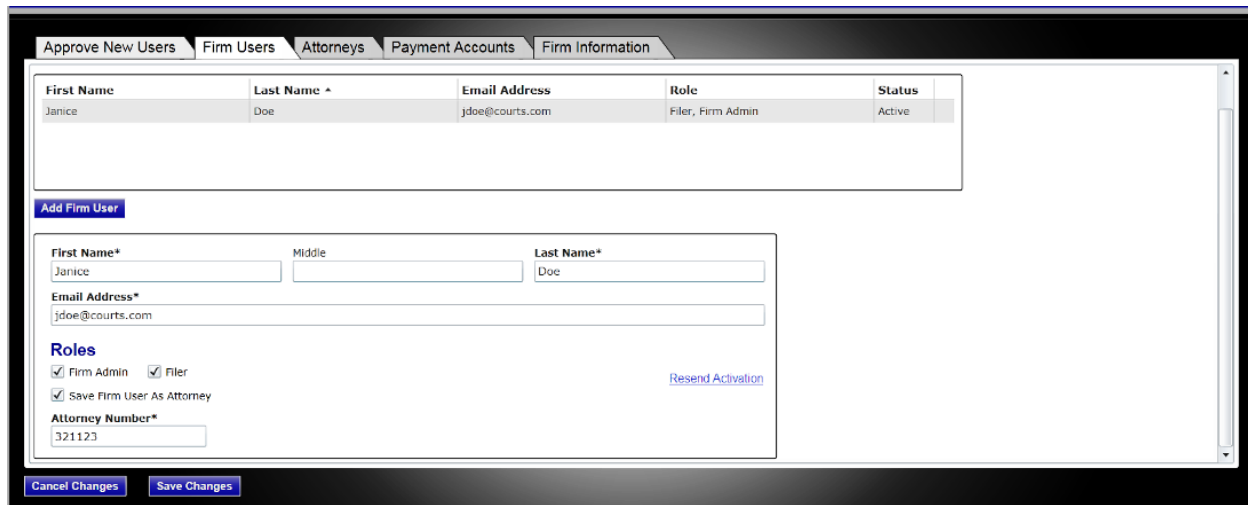 Approve New Users Firm Users Attorneys Payment Accounts Firm Information
First Name Last Name Email Address Role Status
Janice Doe jdoe@courts.com Filer, Firm Admin Active
Add Firm User
First Name* Middle Last Name*
Janice Doe
Email Address*
jdoe@courts.com
Roles
Firm Admin Filer
Resend Activation
Save Firm User As Attorney
Attorney Number*
321123
Cancel Changes Save Changes